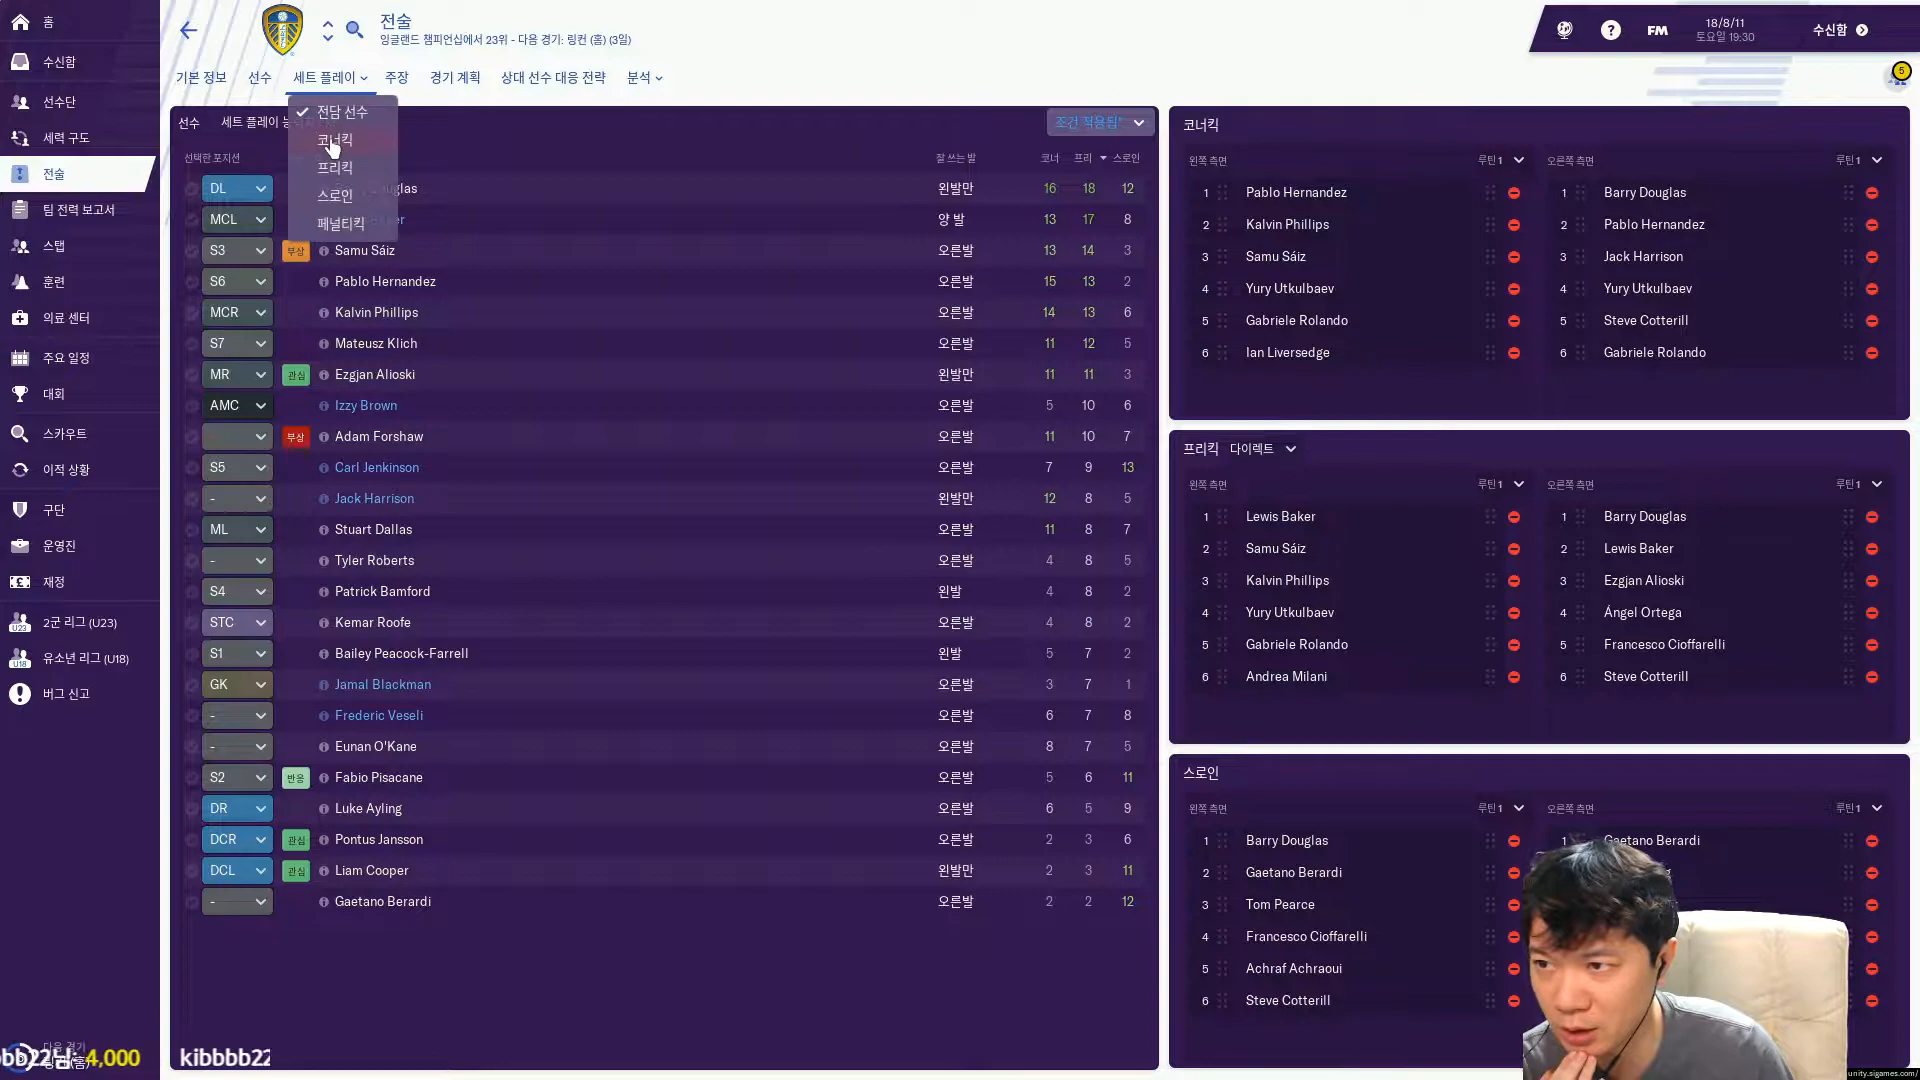 홈
수신함
선수단
세력 구도
전술
팀 전력 보고서
스탭
훈련
의료 센터
주요 일정
대회
스카우트
이적 상황
구단
운영진
재정
2군 리그 (U23)
유소년 리그 (U18)
버그 신고
전술
잉글랜드 챔피언십에서 23위 - 다음 경기: 링컨 (홈) (3일)
기본 정보 선수 세트 플레이 주장 경기 계획 상대 선수 대응 전략 분석
FM
18/8/11
토요일 19:30
수신함
5
전담 선수
코너킥
프리킥
스로인
페널티킥
선수 세트 플레이
조건 적용됨*
선택한 포지션 잘 쓰는 발 코너 프리 스로인
DL 왼발만 16 18 12
MCL 양 발 13 17 8
S3 부상 Samu Sáiz 오른발 13 14 3
S6 Pablo Hernandez 오른발 15 13 2
MCR Kalvin Phillips 오른발 14 13 6
S7 Mateusz Klich 오른발 11 12 5
MR 관심 Ezgjan Alioski 왼발만 11 11 3
AMC Izzy Brown 오른발 5 10 6
- 부상 Adam Forshaw 오른발 11 10 7
S5 Carl Jenkinson 오른발 7 9 13
- Jack Harrison 왼발만 12 8 5
ML Stuart Dallas 오른발 11 8 7
- Tyler Roberts 오른발 4 8 5
S4 Patrick Bamford 왼발 4 8 2
STC Kemar Roofe 오른발 4 8 2
S1 Bailey Peacock-Farrell 왼발 5 7 2
GK Jamal Blackman 오른발 3 7 1
- Frederic Veseli 오른발 6 7 8
- Eunan O'Kane 오른발 8 7 5
S2 반응 Fabio Pisacane 오른발 5 6 11
DR Luke Ayling 오른발 6 5 9
DCR 관심 Pontus Jansson 오른발 2 3 6
DCL 관심 Liam Cooper 왼발만 2 3 11
- Gaetano Berardi 오른발 2 2 12
코너킥
왼쪽 측면 루틴1 오른쪽 측면 루틴1
1 Pablo Hernandez 1 Barry Douglas
2 Kalvin Phillips 2 Pablo Hernandez
3 Samu Sáiz 3 Jack Harrison
4 Yury Utkulbaev 4 Yury Utkulbaev
5 Gabriele Rolando 5 Steve Cotterill
6 Ian Liversedge 6 Gabriele Rolando
프리킥 다이렉트
왼쪽 측면 루틴1 오른쪽 측면 루틴1
1 Lewis Baker 1 Barry Douglas
2 Samu Sáiz 2 Lewis Baker
3 Kalvin Phillips 3 Ezgjan Alioski
4 Yury Utkulbaev 4 Ángel Ortega
5 Gabriele Rolando 5 Francesco Cioffarelli
6 Andrea Milani 6 Steve Cotterill
스로인
왼쪽 측면 루틴1 오른쪽 측면 루틴1
1 Barry Douglas 1 Gaetano Berardi
2 Gaetano Berardi
3 Tom Pearce
4 Francesco Cioffarelli
5 Achraf Achraoui
6 Steve Cotterill
다음 경기
bb22님: 4,000
kibbbb22
unity.sigames.com/